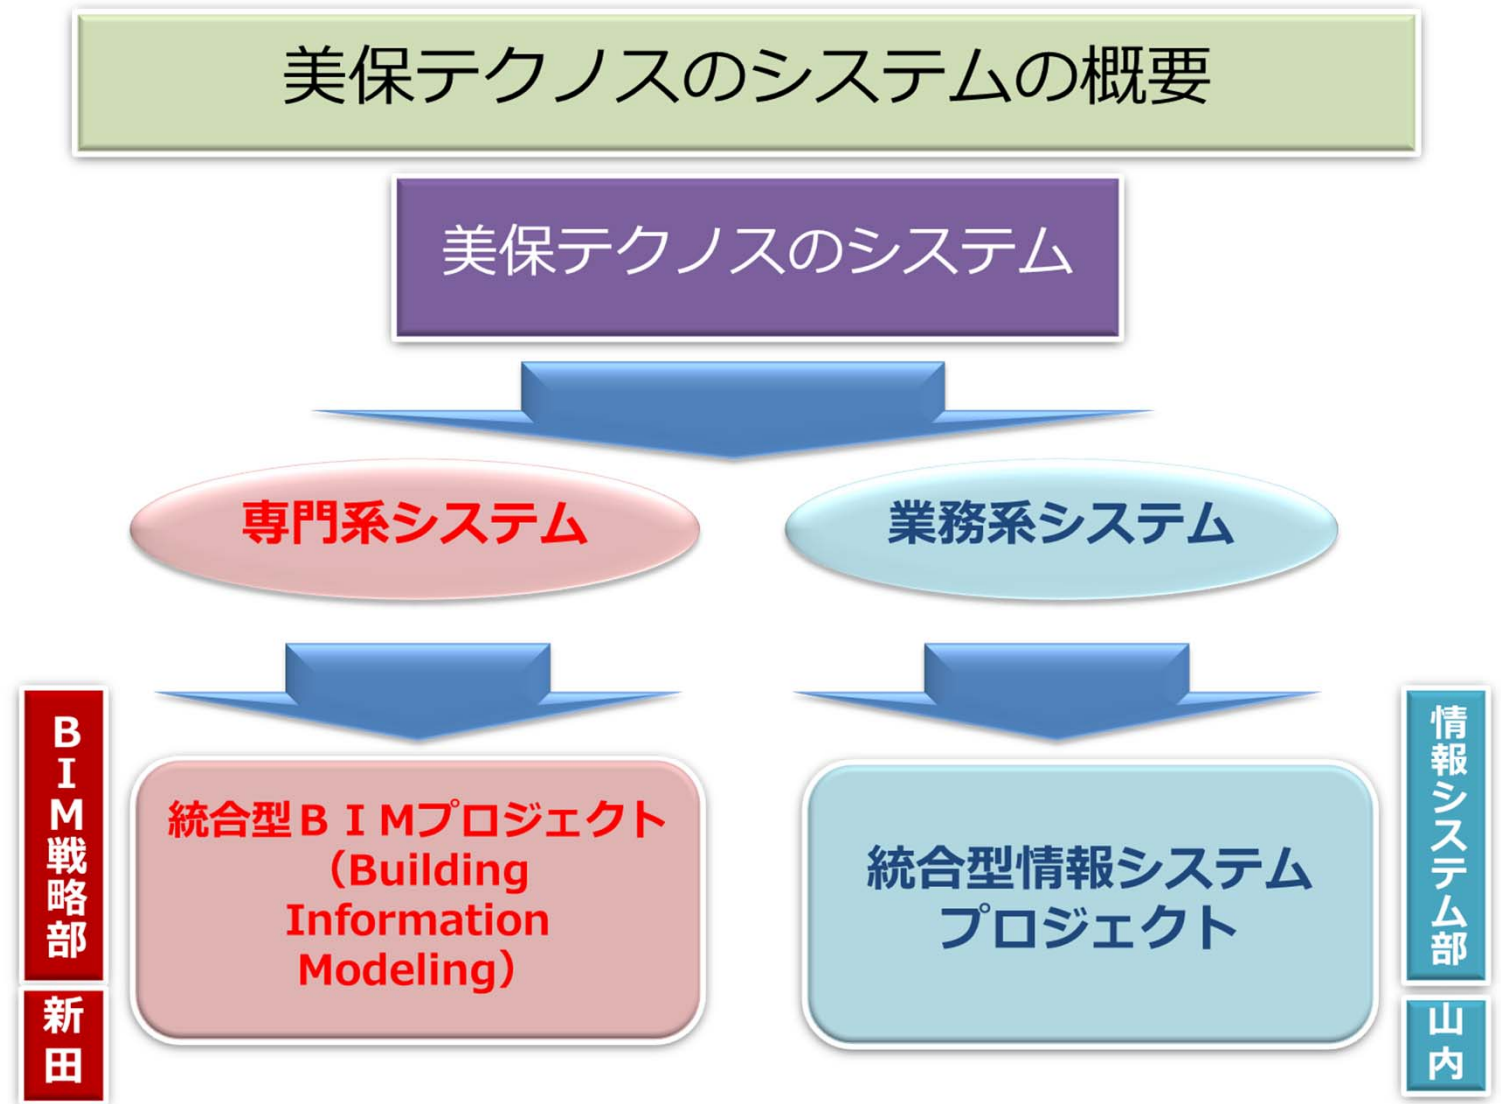 美保テクノスのシステムの概要
美保テクノスのシステム
専門系システム
業務系システム
BIM戦略部
新田
統合型ＢＩＭプロジェクト
（Building
Information
Modeling）
統合型情報システム
プロジェクト
情報システム部
山内